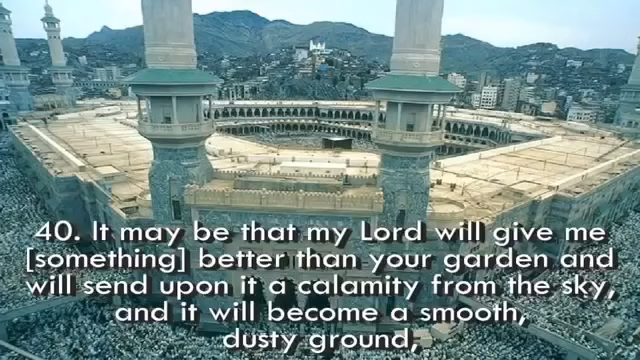 40. It may be that my Lord will give me
[something] better than your garden and
will send upon it a calamity from the sky,
and it will become a smooth,
dusty ground,